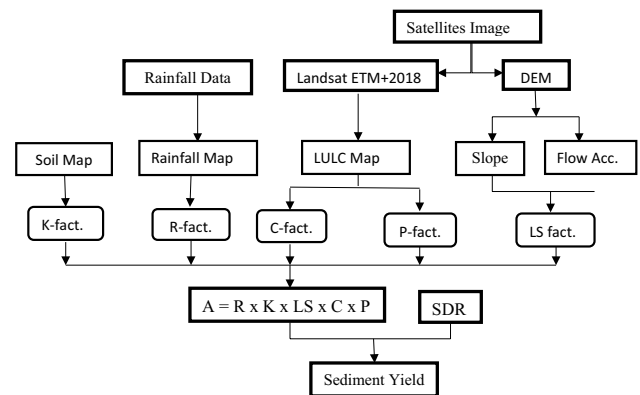 Satellites Image
Rainfall Data
Landsat ETM+2018
DEM
Soil Map
Rainfall Map
LULC Map
Slope
Flow Acc.
K-fact.
R-fact.
C-fact.
P-fact.
LS fact.
A = R x K x LS x C x P
SDR
Sediment Yield